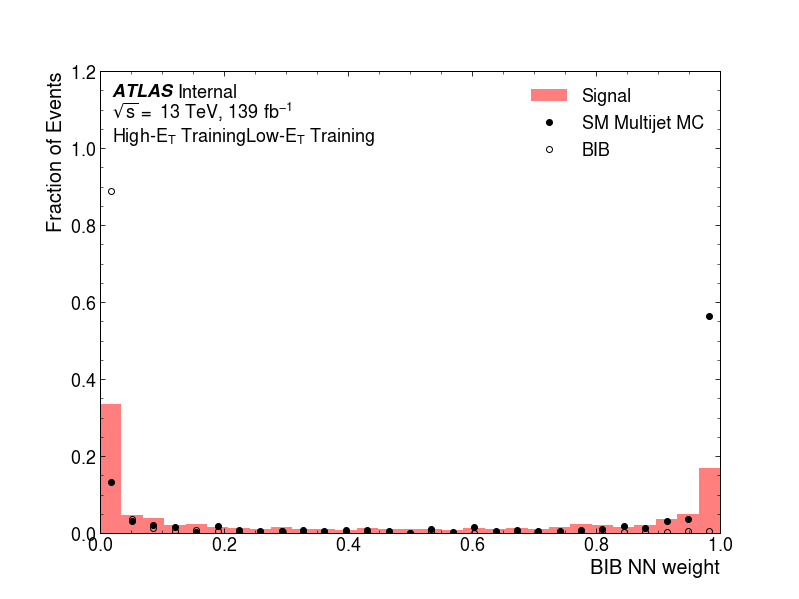 ATLAS Internal
√s = 13 TeV, 139 fb⁻¹
High-E_T TrainingLow-E_T Training
Signal
SM Multijet MC
BIB
Fraction of Events
1.2
1.0
0.8
0.6
0.4
0.2
0.0
0.0 0.2 0.4 0.6 0.8 1.0
BIB NN weight